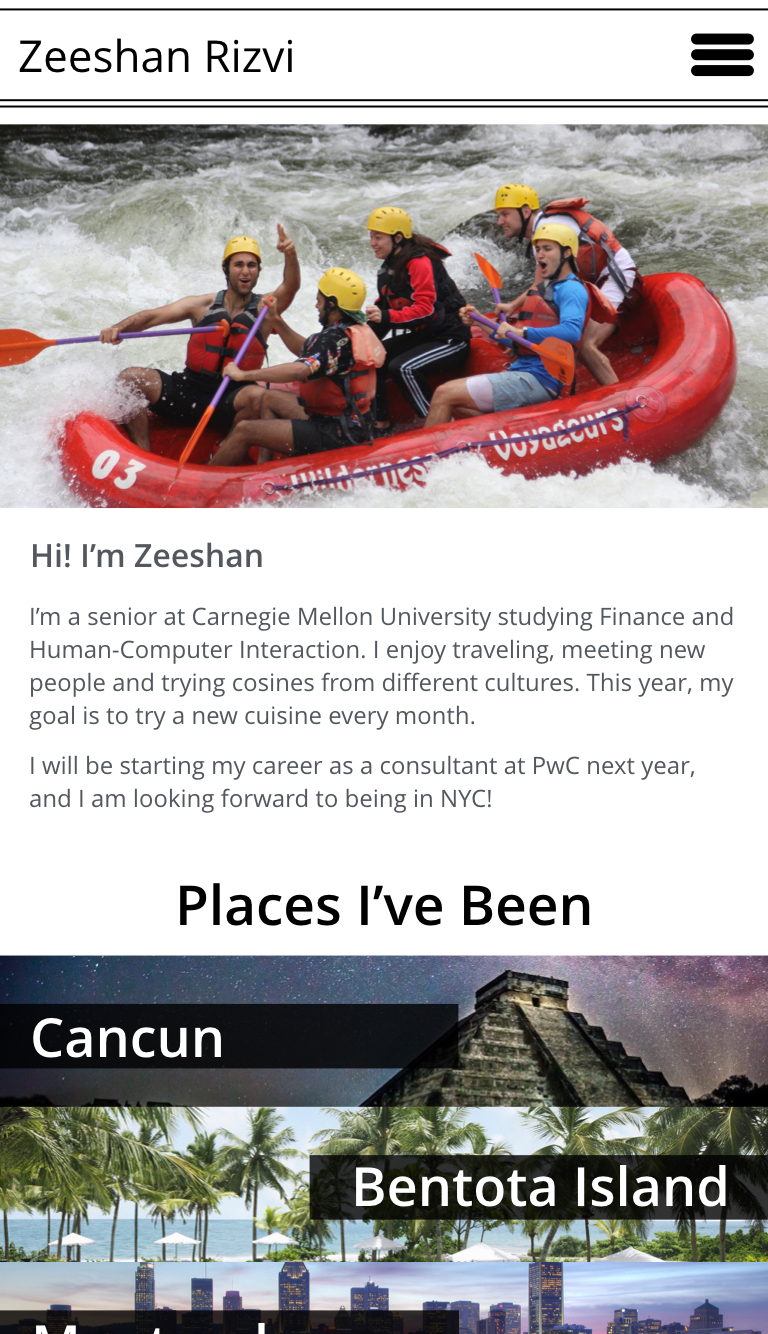 Zeeshan Rizvi
03
Wilderness Voyageurs
Hi! I’m Zeeshan
I’m a senior at Carnegie Mellon University studying Finance and
Human-Computer Interaction. I enjoy traveling, meeting new
people and trying cosines from different cultures. This year, my
goal is to try a new cuisine every month.
I will be starting my career as a consultant at PwC next year,
and I am looking forward to being in NYC!
Places I’ve Been
Cancun
Bentota Island